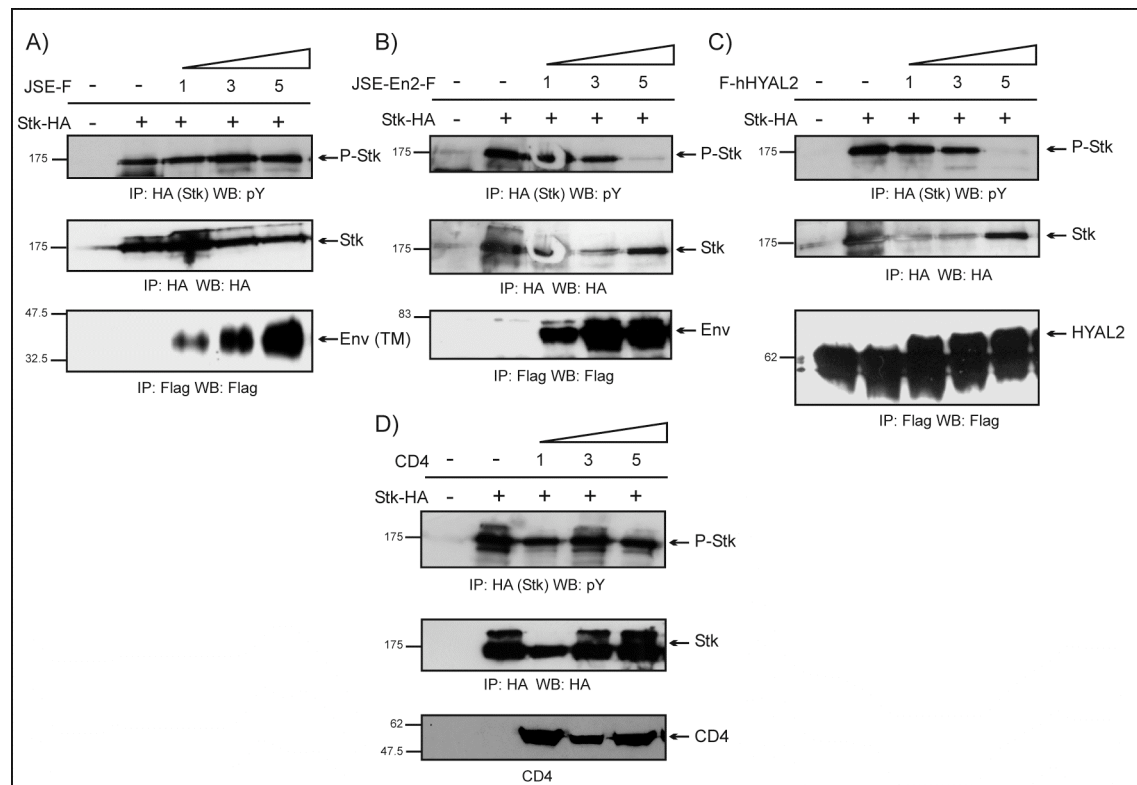 A)
JSE-F - - 1 3 5
Stk-HA - + + + +
175
P-Stk
IP: HA (Stk) WB: pY
175
Stk
IP: HA WB: HA
47.5
32.5
Env (TM)
IP: Flag WB: Flag
B)
JSE-En2-F - - 1 3 5
Stk-HA - + + + +
175
P-Stk
IP: HA (Stk) WB: pY
175
Stk
IP: HA WB: HA
83
Env
IP: Flag WB: Flag
C)
F-hHYAL2 - - 1 3 5
Stk-HA - + + + +
175
P-Stk
IP: HA (Stk) WB: pY
175
Stk
IP: HA WB: HA
62
HYAL2
IP: Flag WB: Flag
D)
CD4 - - 1 3 5
Stk-HA - + + + +
175
P-Stk
IP: HA (Stk) WB: pY
175
Stk
IP: HA WB: HA
62
47.5
CD4
CD4